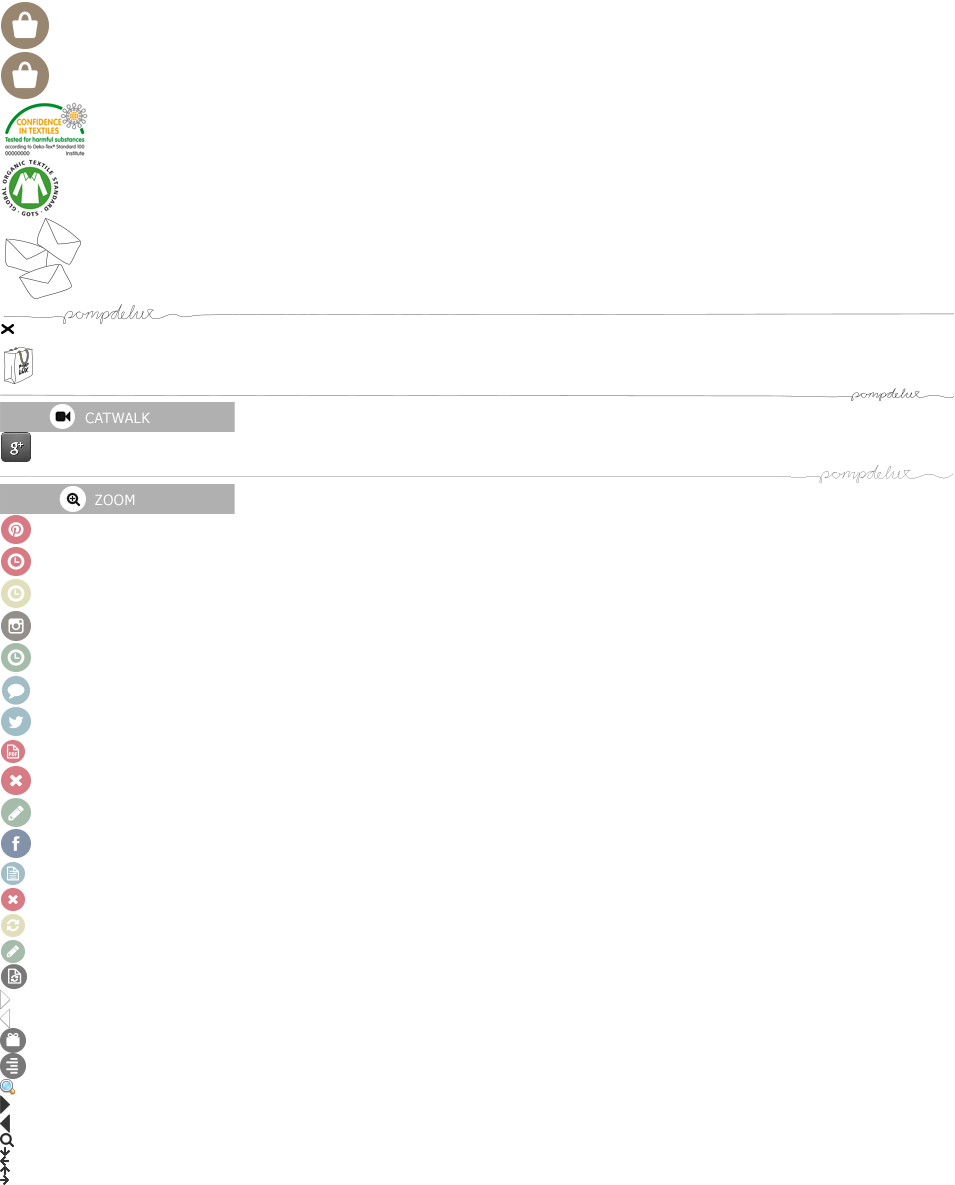 CONFIDENCE
IN TEXTILES
Tested for harmful substances
according to Oeko-Tex® Standard 100
00000000 Institute
GLOBAL ORGANIC TEXTILE STANDARD · GOTS ·
pompdelux
pompdelux
CATWALK
g+
pompdelux
ZOOM
PDF
f